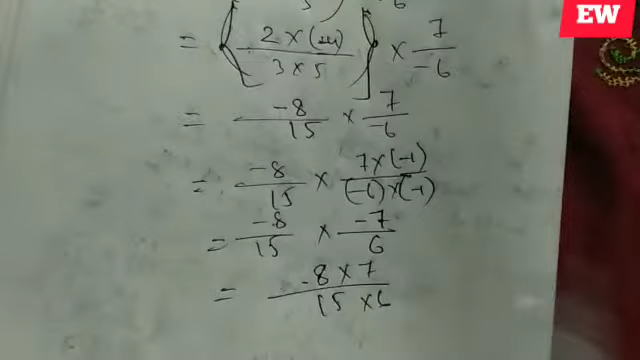 EW
= (2 × (-4) / 3 × 5) × 7 / -6
= -8 / 15 × 7 / -6
= -8 / 15 × 7 × (-1) / (-6) × (-1)
= -8 / 15 × -7 / 6
= -8 × 7 / 15 × 6